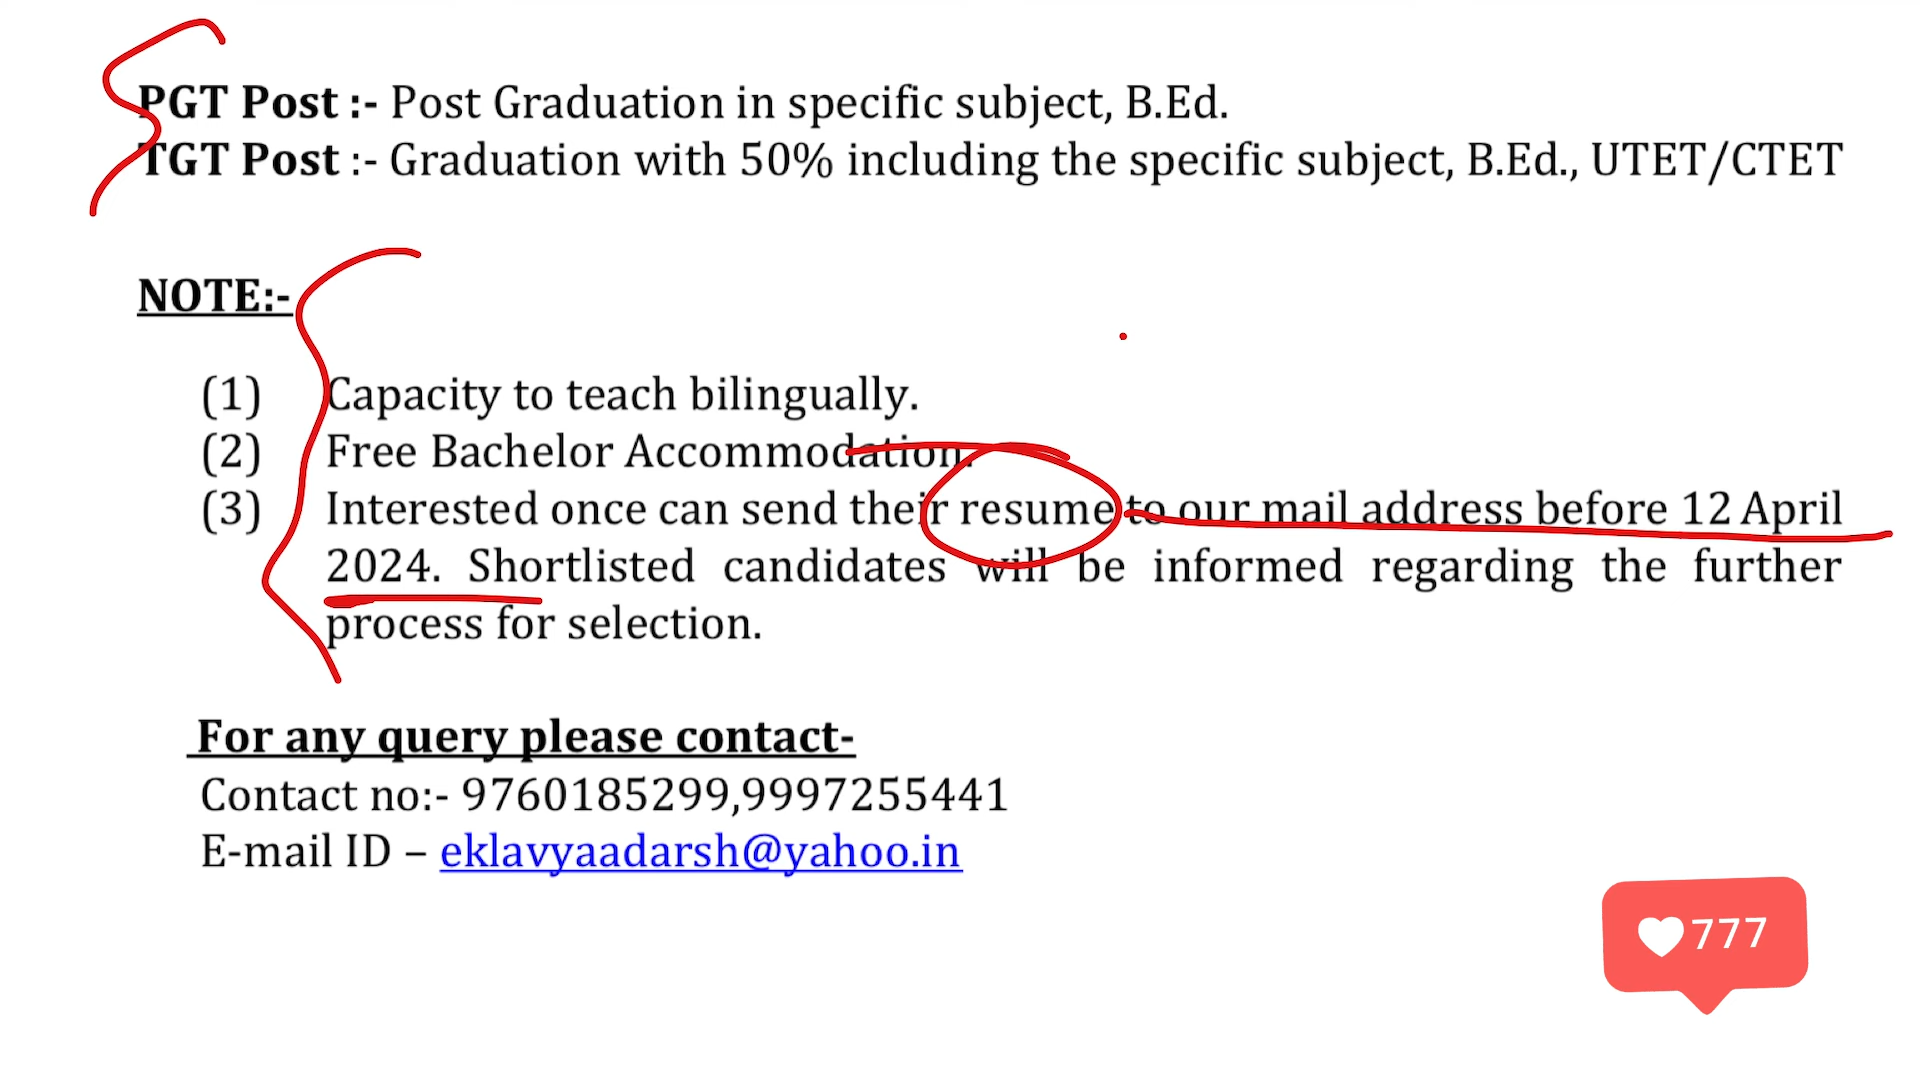 PGT Post :- Post Graduation in specific subject, B.Ed.
TGT Post :- Graduation with 50% including the specific subject, B.Ed., UTET/CTET
NOTE:-
(1) Capacity to teach bilingually.
(2) Free Bachelor Accommodation.
(3) Interested once can send their resume to our mail address before 12 April
2024. Shortlisted candidates will be informed regarding the further
process for selection.
For any query please contact-
Contact no:- 9760185299,9997255441
E-mail ID – eklavyaadarsh@yahoo.in
777